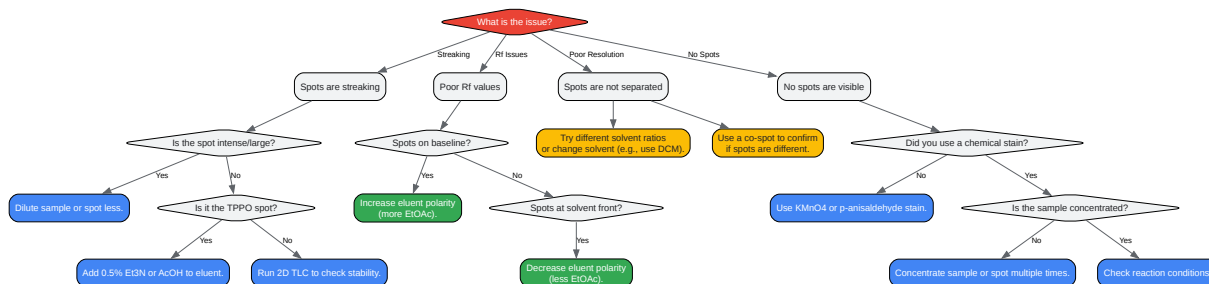 What is the issue?
Streaking
Rf Issues
Poor Resolution
No Spots
Spots are streaking
Poor Rf values
Spots are not separated
No spots are visible
Is the spot intense/large?
Spots on baseline?
Try different solvent ratios
or change solvent (e.g., use DCM).
Use a co-spot to confirm
if spots are different.
Did you use a chemical stain?
Yes
No
Yes
No
No
Yes
Dilute sample or spot less.
Is it the TPPO spot?
Increase eluent polarity
(more EtOAc).
Spots at solvent front?
Use KMnO4 or p-anisaldehyde stain.
Is the sample concentrated?
Yes
No
Yes
No
Yes
Add 0.5% Et3N or AcOH to eluent.
Run 2D TLC to check stability.
Decrease eluent polarity
(less EtOAc).
Concentrate sample or spot multiple times.
Check reaction conditions